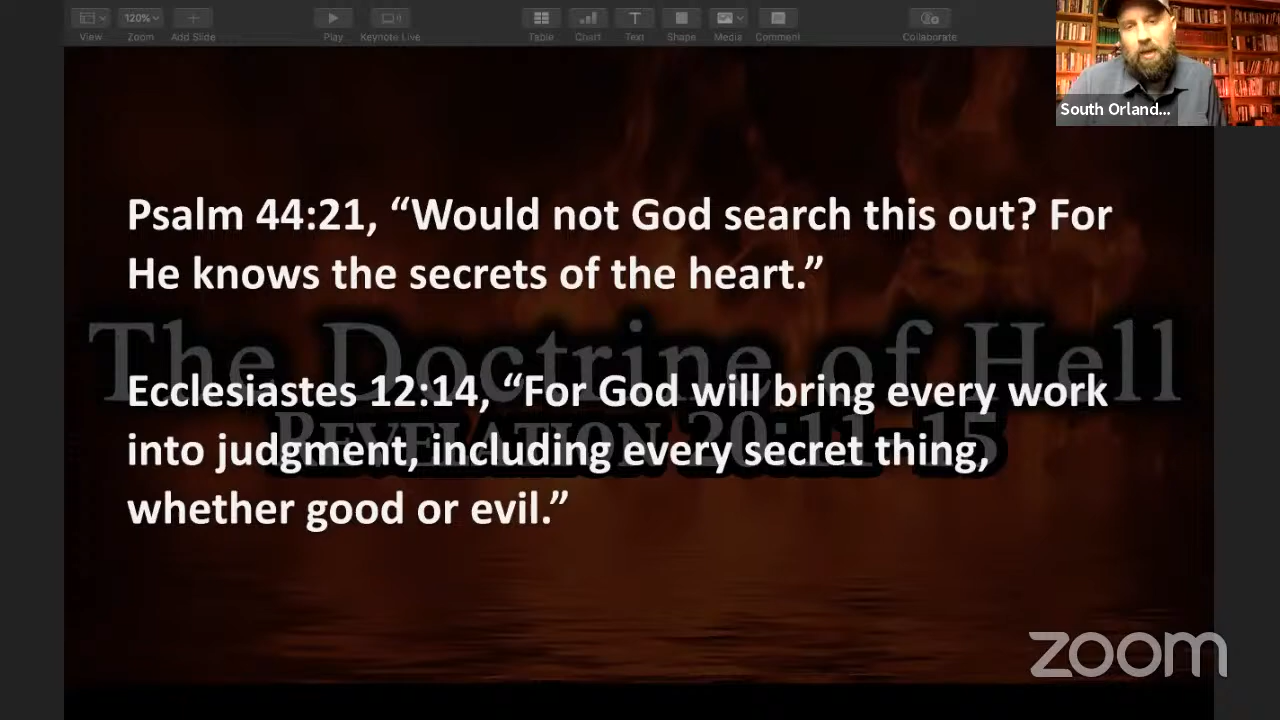 120%
View Zoom Add Slide Play Keynote Live Table Chart Text Shape Media Comment Collaborate
South Orland...
Psalm 44:21, “Would not God search this out? For
He knows the secrets of the heart.”
The Doctrine of Hell
Ecclesiastes 12:14, “For God will bring every work
Revelation 20:11-15
into judgment, including every secret thing,
whether good or evil.”
zoom